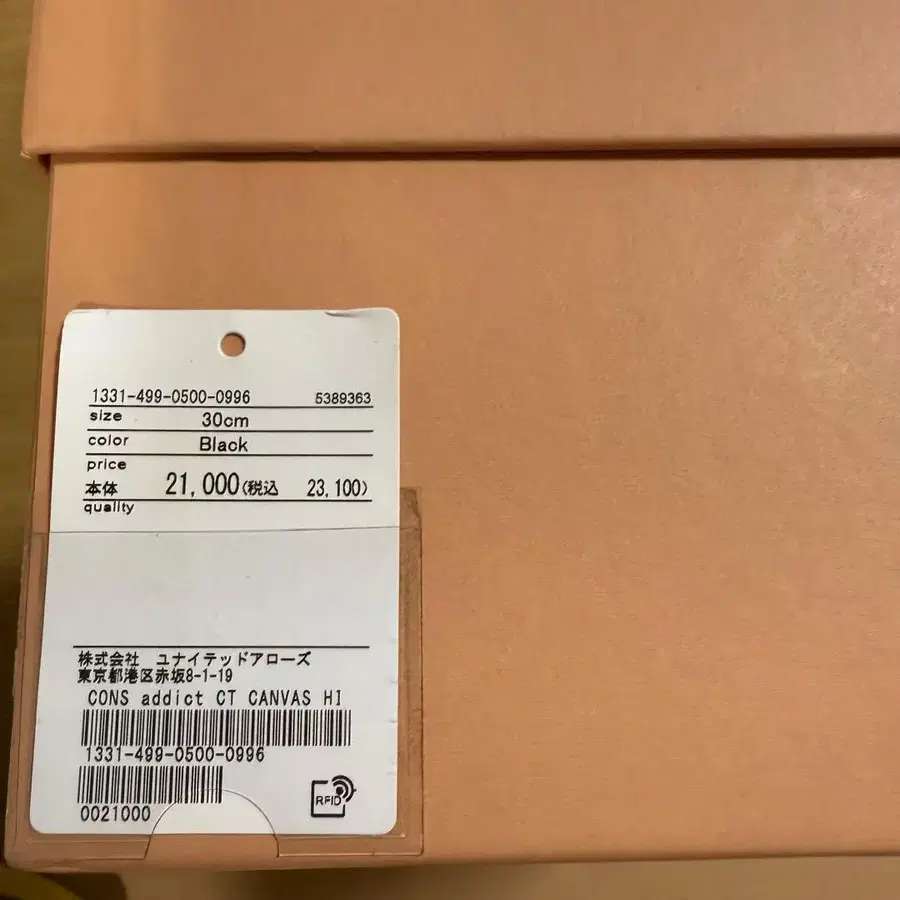 1331-499-0500-0996 5389363
size 30cm
color Black
price
本体 21,000(税込 23,100)
quality
株式会社 ユナイテッドアローズ
東京都港区赤坂8-1-19
CONS addict CT CANVAS HI
1331-499-0500-0996
0021000
RFID